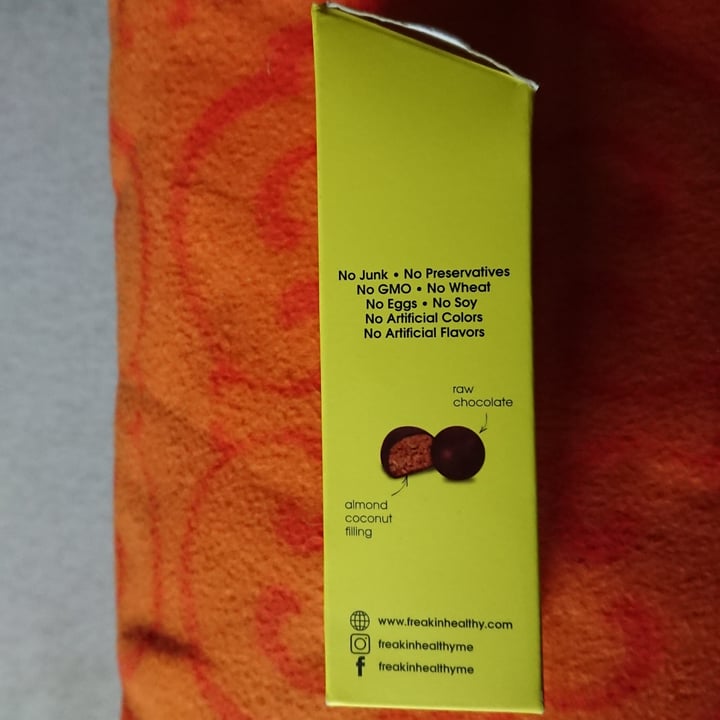 No Junk • No Preservatives
No GMO • No Wheat
No Eggs • No Soy
No Artificial Colors
No Artificial Flavors
raw
chocolate
almond
coconut
filling
www.freakinhealthy.com
freakinhealthyme
freakinhealthyme